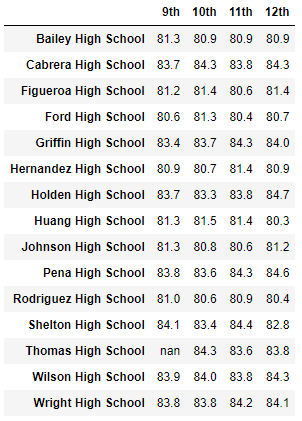 9th 10th 11th 12th
Bailey High School 81.3 80.9 80.9 80.9
Cabrera High School 83.7 84.3 83.8 84.3
Figueroa High School 81.2 81.4 80.6 81.4
Ford High School 80.6 81.3 80.4 80.7
Griffin High School 83.4 83.7 84.3 84.0
Hernandez High School 80.9 80.7 81.4 80.9
Holden High School 83.7 83.3 83.8 84.7
Huang High School 81.3 81.5 81.4 80.3
Johnson High School 81.3 80.8 80.6 81.2
Pena High School 83.8 83.6 84.3 84.6
Rodriguez High School 81.0 80.6 80.9 80.4
Shelton High School 84.1 83.4 84.4 82.8
Thomas High School nan 84.3 83.6 83.8
Wilson High School 83.9 84.0 83.8 84.3
Wright High School 83.8 83.8 84.2 84.1